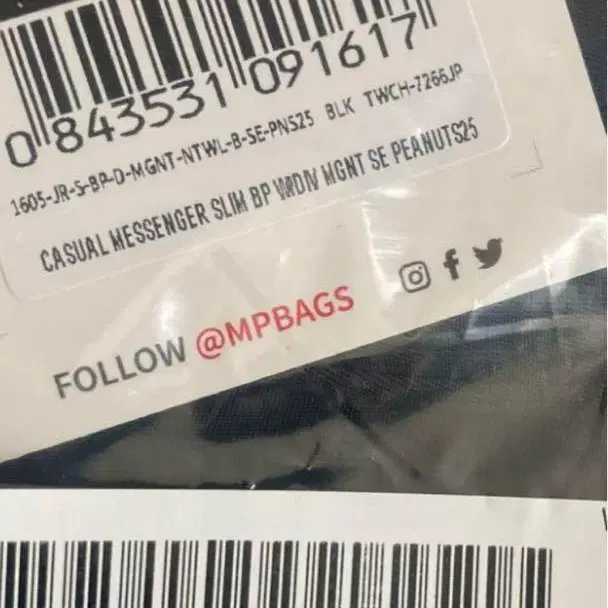 0 843531 091617
1605-JR-S-BP-D-MGNT-NTWL-B-SE-PNS25 BLK TWCH-7266JP
CASUAL MESSENGER SLIM BP W/DIV MGNT SE PEANUTS25
FOLLOW @MPBAGS